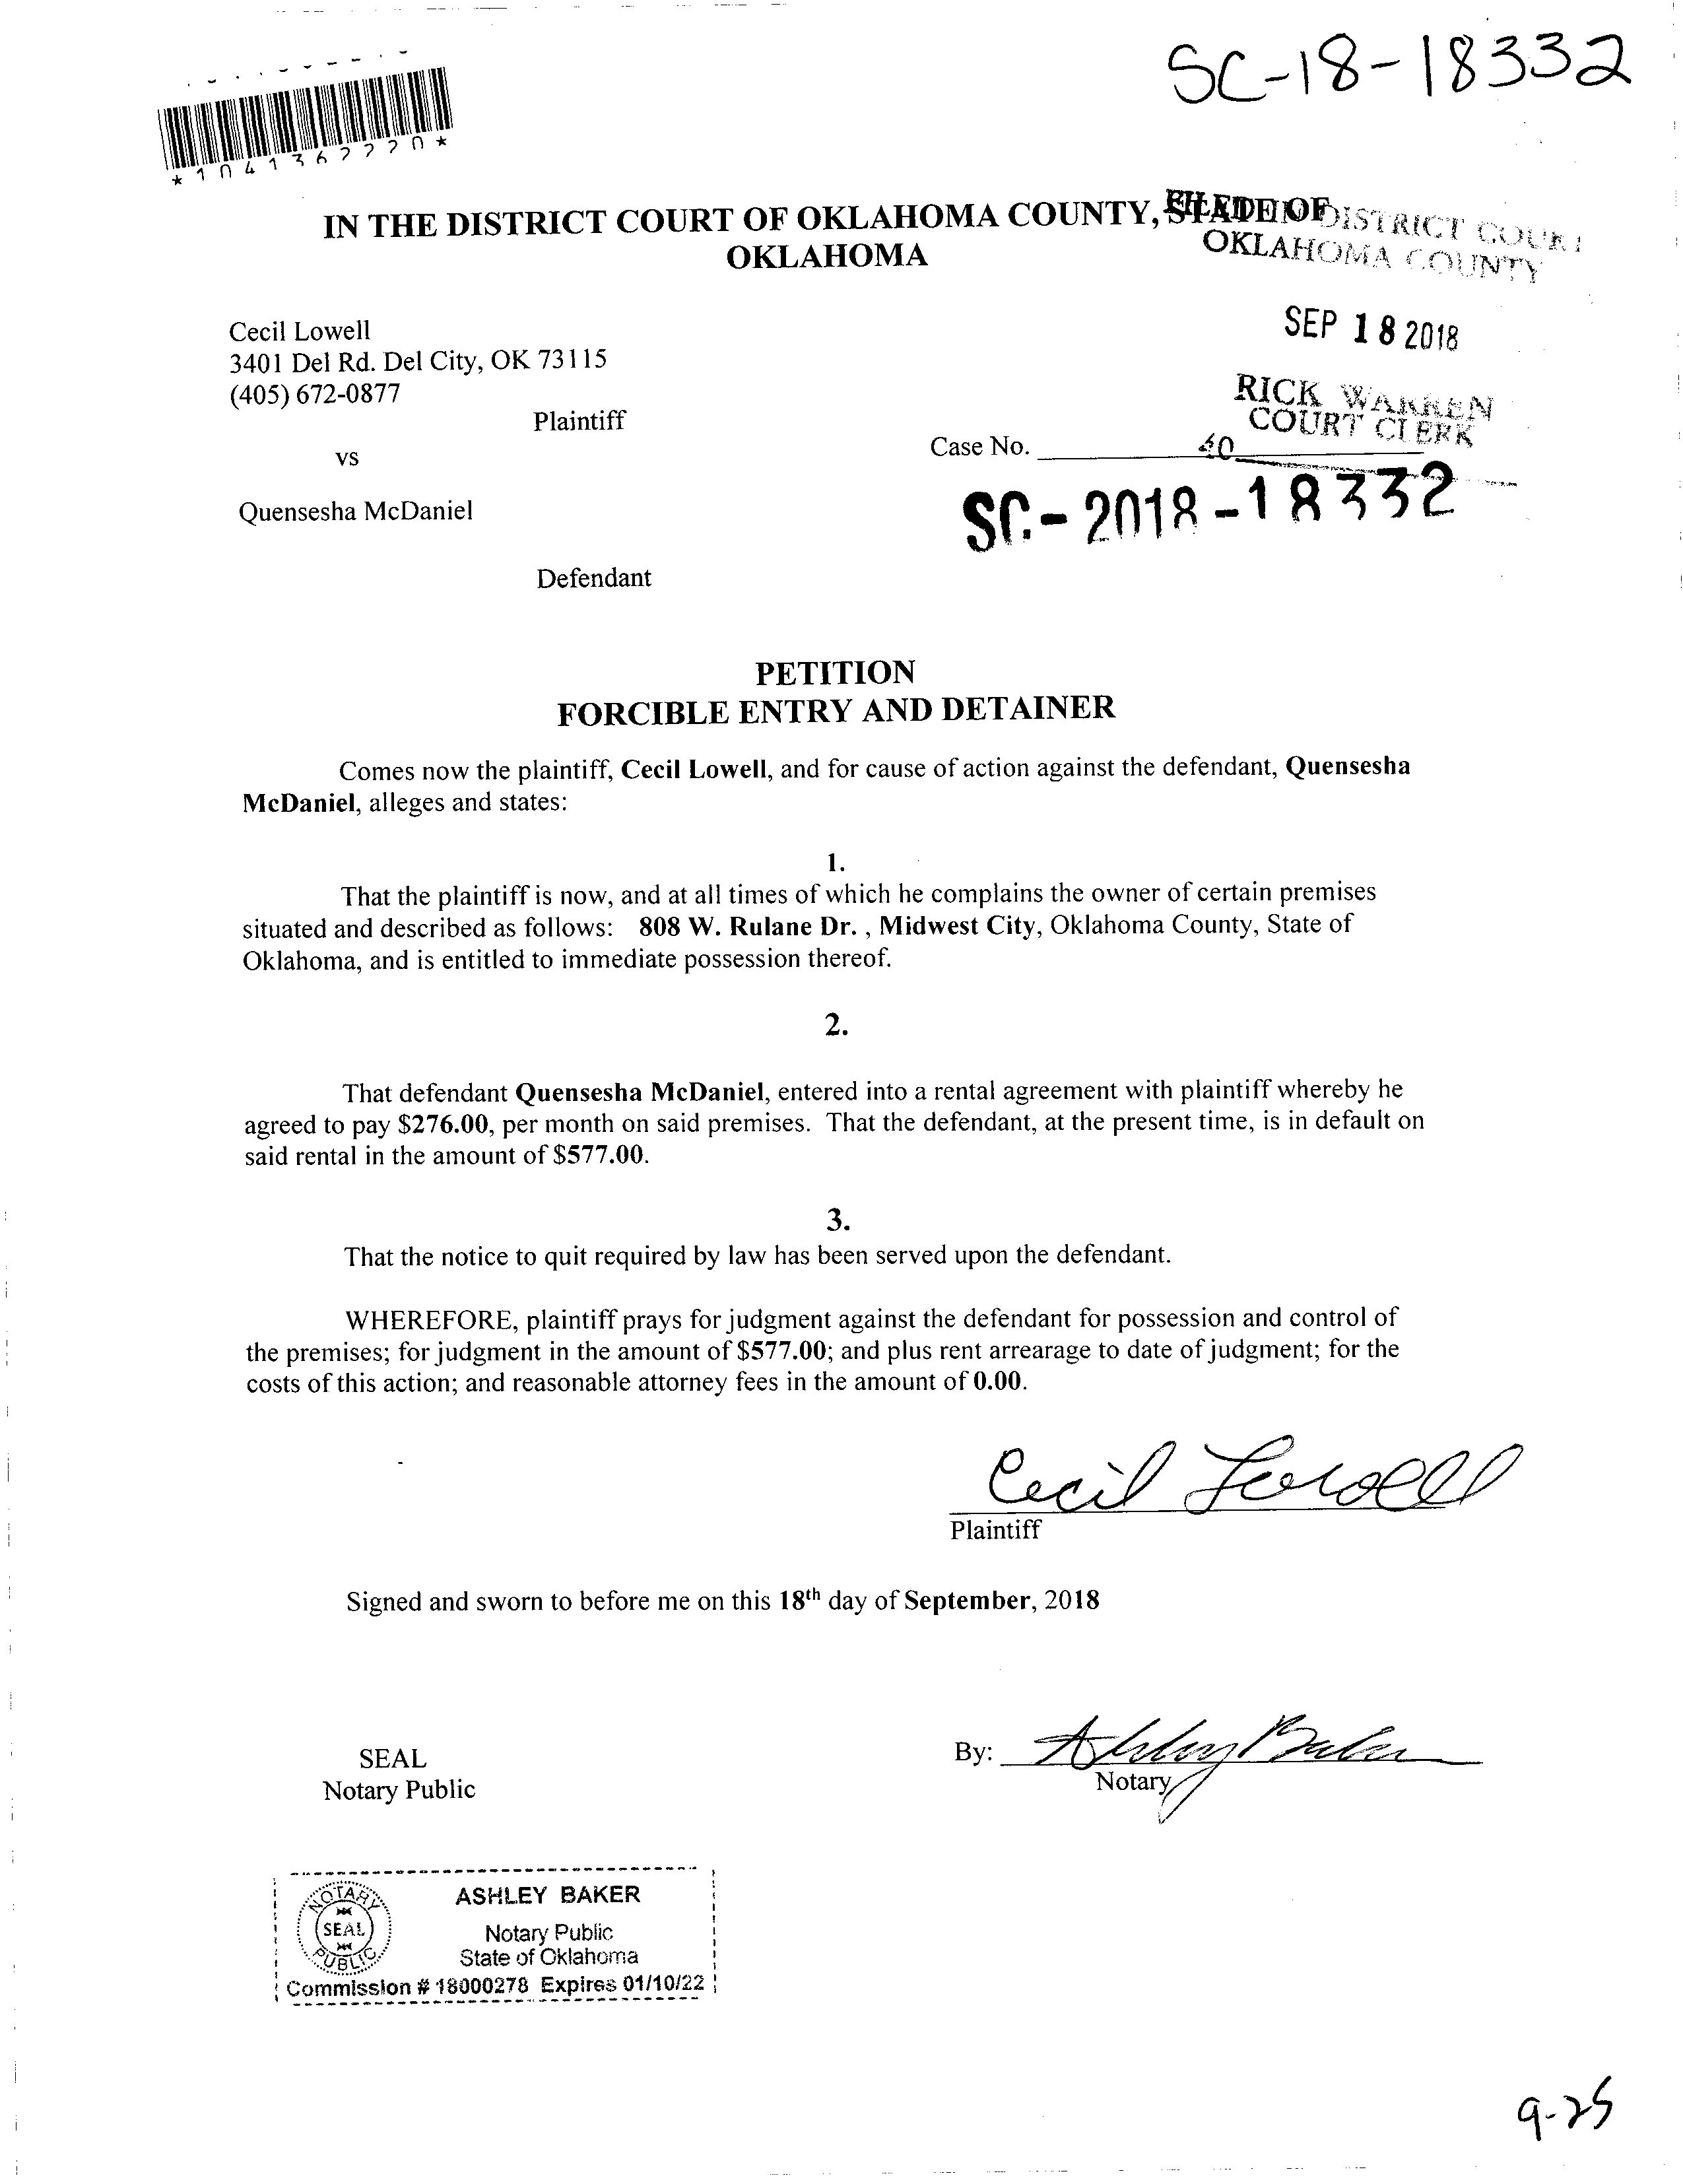 SC-18-18332
*1041362220*
IN THE DISTRICT COURT OF OKLAHOMA COUNTY, STATE OF
OKLAHOMA
FILED IN DISTRICT COURT
OKLAHOMA COUNTY
SEP 18 2018
RICK WARREN
COURT CLERK
40
Cecil Lowell
3401 Del Rd. Del City, OK 73115
(405) 672-0877
Plaintiff
vs
Case No.
SC-2018-18332
Quensesha McDaniel
Defendant
PETITION
FORCIBLE ENTRY AND DETAINER
Comes now the plaintiff, Cecil Lowell, and for cause of action against the defendant, Quensesha
McDaniel, alleges and states:
1.
That the plaintiff is now, and at all times of which he complains the owner of certain premises
situated and described as follows: 808 W. Rulane Dr. , Midwest City, Oklahoma County, State of
Oklahoma, and is entitled to immediate possession thereof.
2.
That defendant Quensesha McDaniel, entered into a rental agreement with plaintiff whereby he
agreed to pay $276.00, per month on said premises. That the defendant, at the present time, is in default on
said rental in the amount of $577.00.
3.
That the notice to quit required by law has been served upon the defendant.
WHEREFORE, plaintiff prays for judgment against the defendant for possession and control of
the premises; for judgment in the amount of $577.00; and plus rent arrearage to date of judgment; for the
costs of this action; and reasonable attorney fees in the amount of 0.00.
Cecil Lowell
Plaintiff
Signed and sworn to before me on this 18th day of September, 2018
SEAL
Notary Public
By: Ashley Baker
Notary
NOTARY
SEAL
PUBLIC
ASHLEY BAKER
Notary Public
State of Oklahoma
Commission # 18000278 Expires 01/10/22
9-25